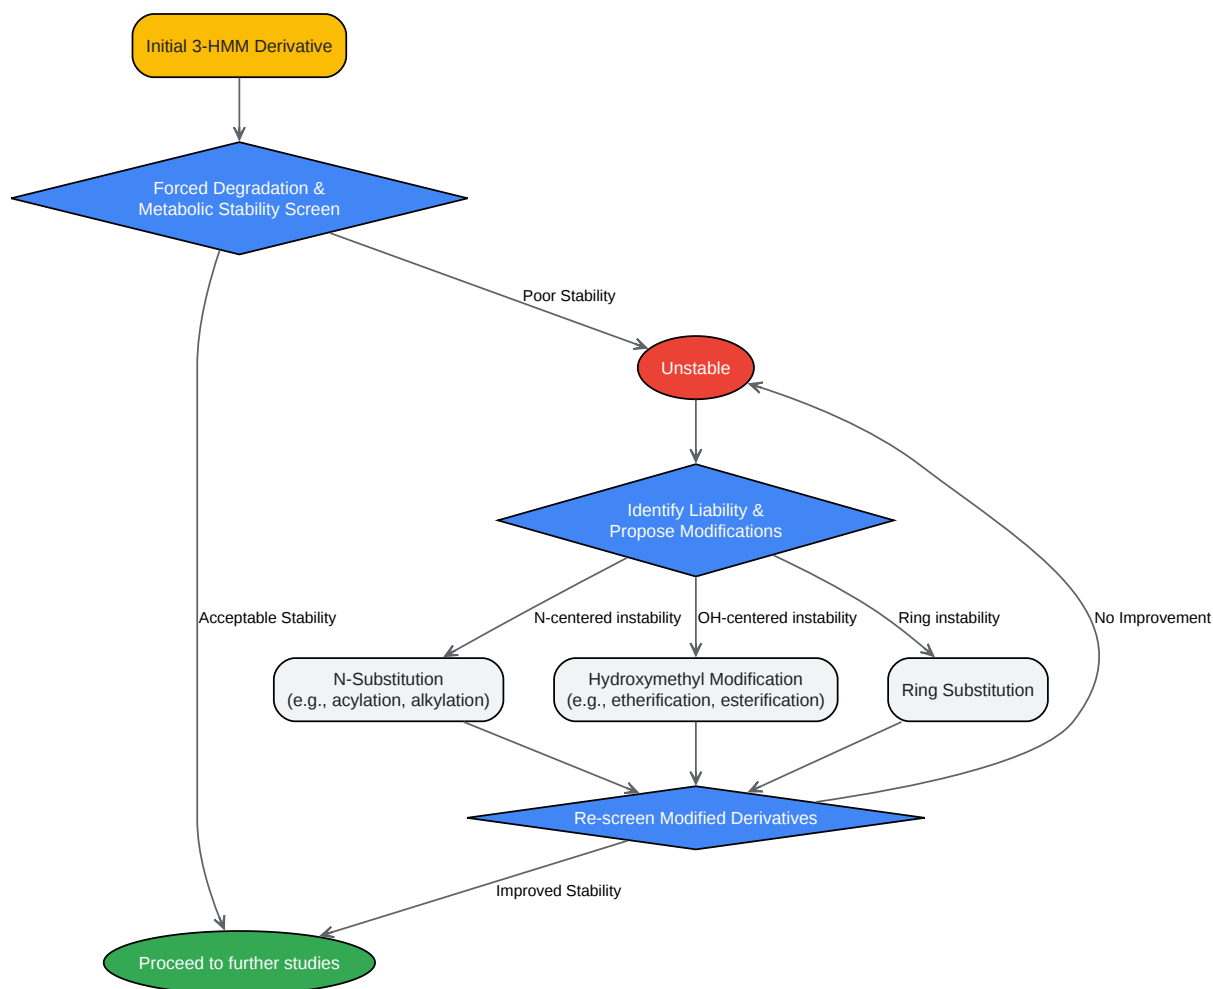 Initial 3-HMM Derivative
Forced Degradation &
Metabolic Stability Screen
Poor Stability
Unstable
Identify Liability &
Propose Modifications
Acceptable Stability
N-centered instability
OH-centered instability
Ring instability
No Improvement
N-Substitution
(e.g., acylation, alkylation)
Hydroxymethyl Modification
(e.g., etherification, esterification)
Ring Substitution
Re-screen Modified Derivatives
Improved Stability
Proceed to further studies